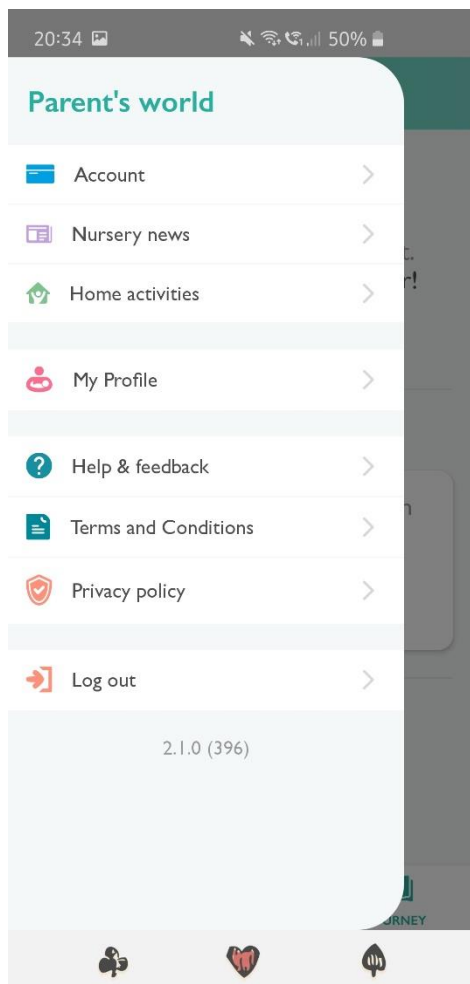 20:34 50%
Parent's world
Account
Nursery news
Home activities
My Profile
Help & feedback
Terms and Conditions
Privacy policy
Log out
2.1.0 (396)